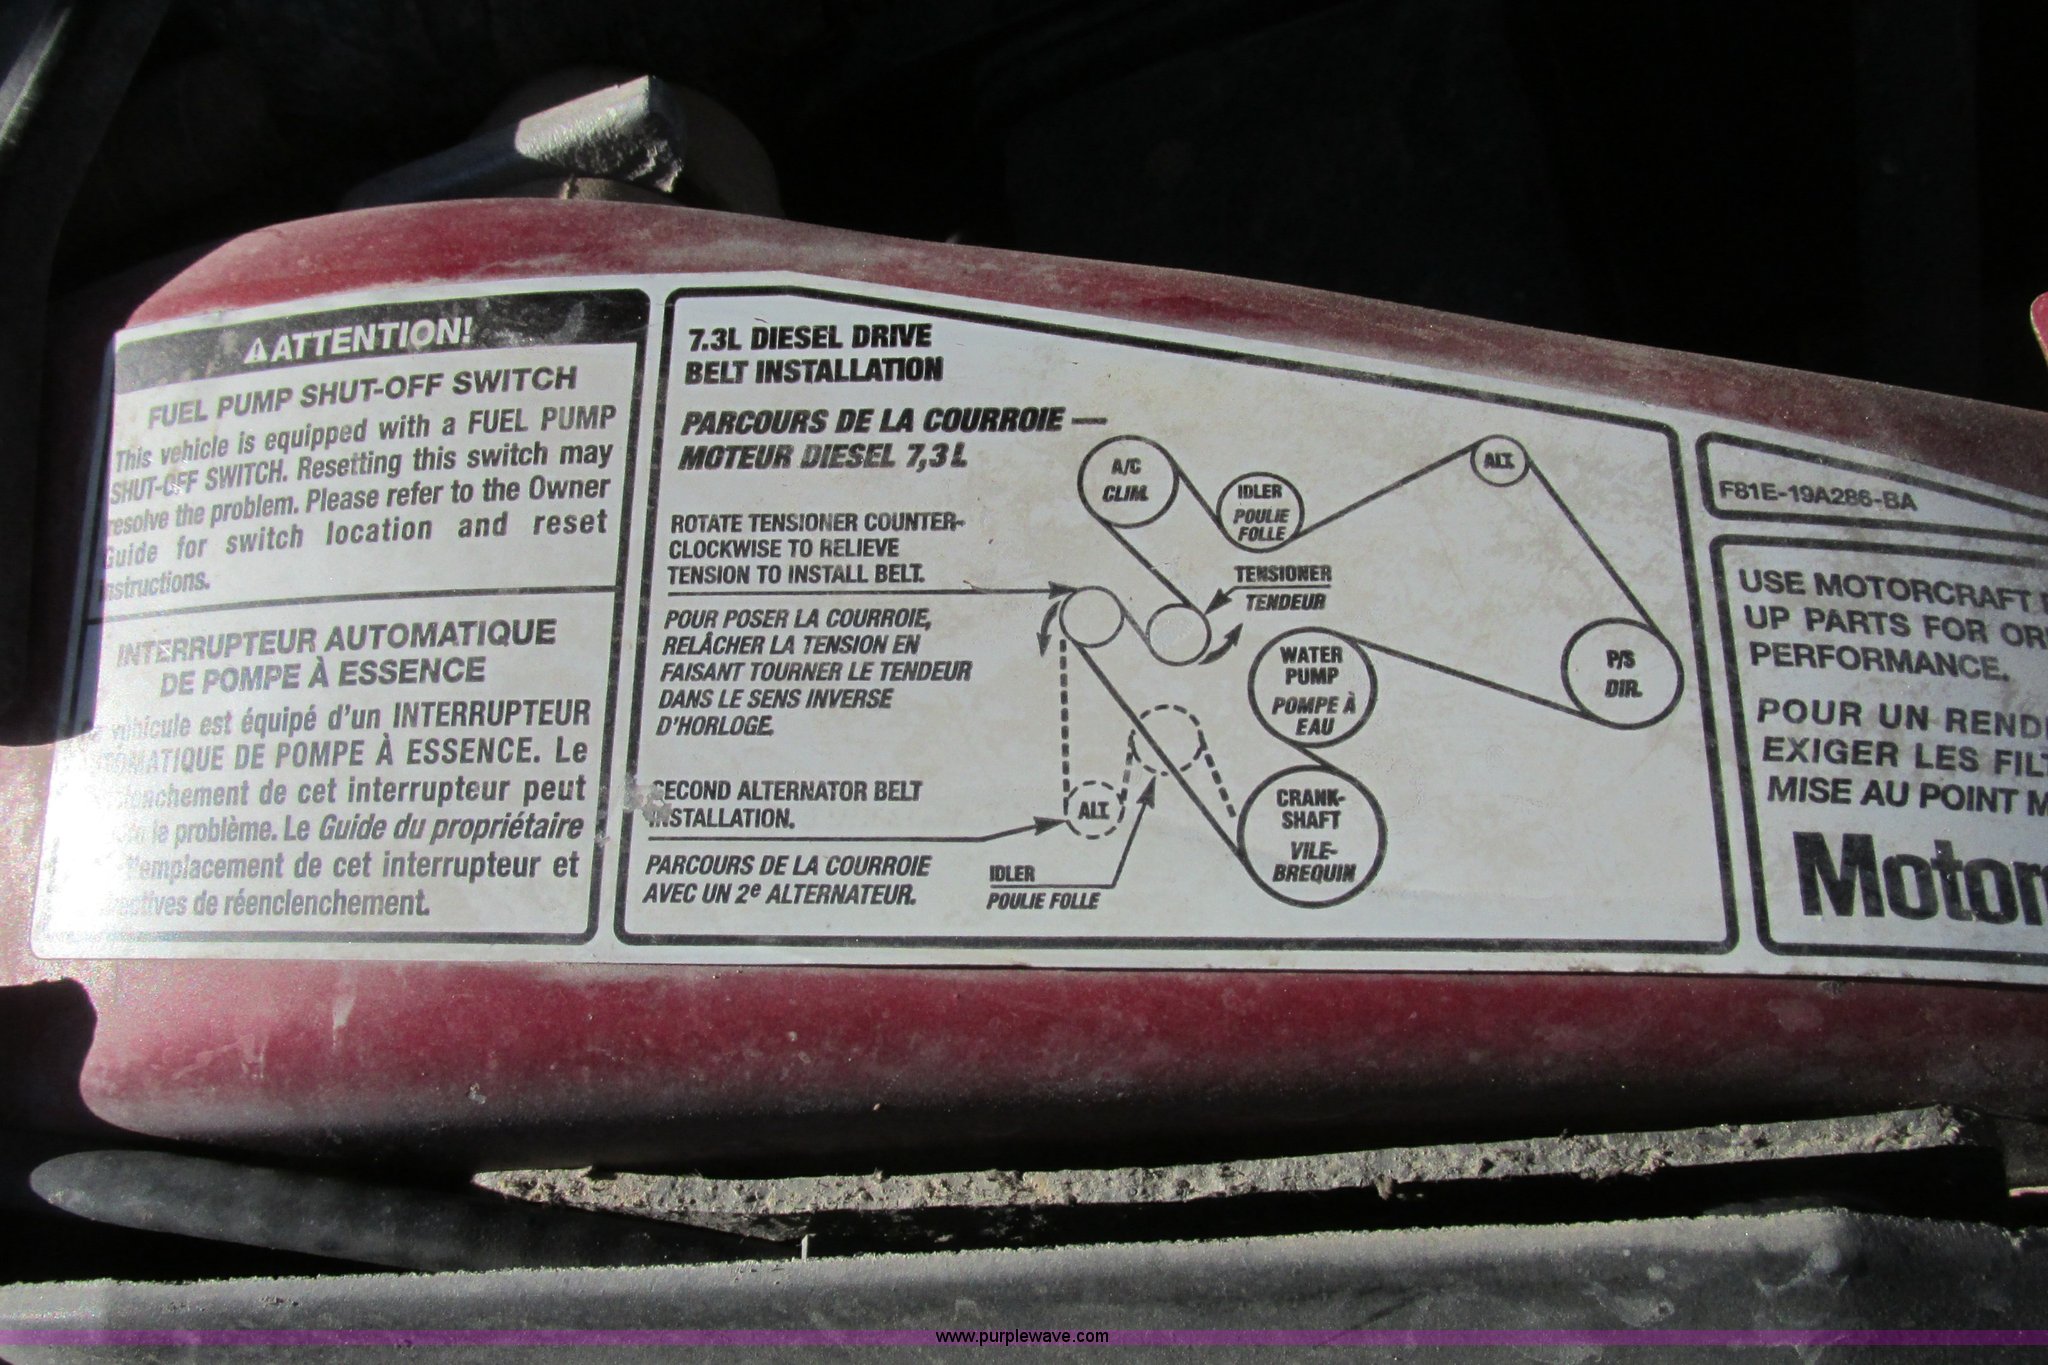 ATTENTION!
FUEL PUMP SHUT-OFF SWITCH
This vehicle is equipped with a FUEL PUMP
SHUT-OFF SWITCH. Resetting this switch may
resolve the problem. Please refer to the Owner
Guide for switch location and reset
instructions.
INTERRUPTEUR AUTOMATIQUE
DE POMPE À ESSENCE
véhicule est équipé d'un INTERRUPTEUR
AUTOMATIQUE DE POMPE À ESSENCE. Le
de cet interrupteur peut
le problème. Le Guide du propriétaire
l'emplacement de cet interrupteur et
de réenclenchement.
7.3L DIESEL DRIVE
BELT INSTALLATION
PARCOURS DE LA COURROIE —
MOTEUR DIESEL 7,3 L
ROTATE TENSIONER COUNTER-
CLOCKWISE TO RELIEVE
TENSION TO INSTALL BELT.
POUR POSER LA COURROIE,
RELÂCHER LA TENSION EN
FAISANT TOURNER LE TENDEUR
DANS LE SENS INVERSE
D'HORLOGE.
SECOND ALTERNATOR BELT
INSTALLATION.
PARCOURS DE LA COURROIE
AVEC UN 2e ALTERNATEUR.
A/C
CLIM.
IDLER
POULIE
FOLLE
ALT.
TENSIONER
TENDEUR
WATER
PUMP
POMPE À
EAU
P/S
DIR.
ALT.
CRANK-
SHAFT
VILE-
BREQUIN
IDLER
POULIE FOLLE
F81E-19A286-BA
USE MOTORCRAFT
UP PARTS FOR
PERFORMANCE.
POUR UN
EXIGER LES
MISE AU POINT
www.purplewave.com